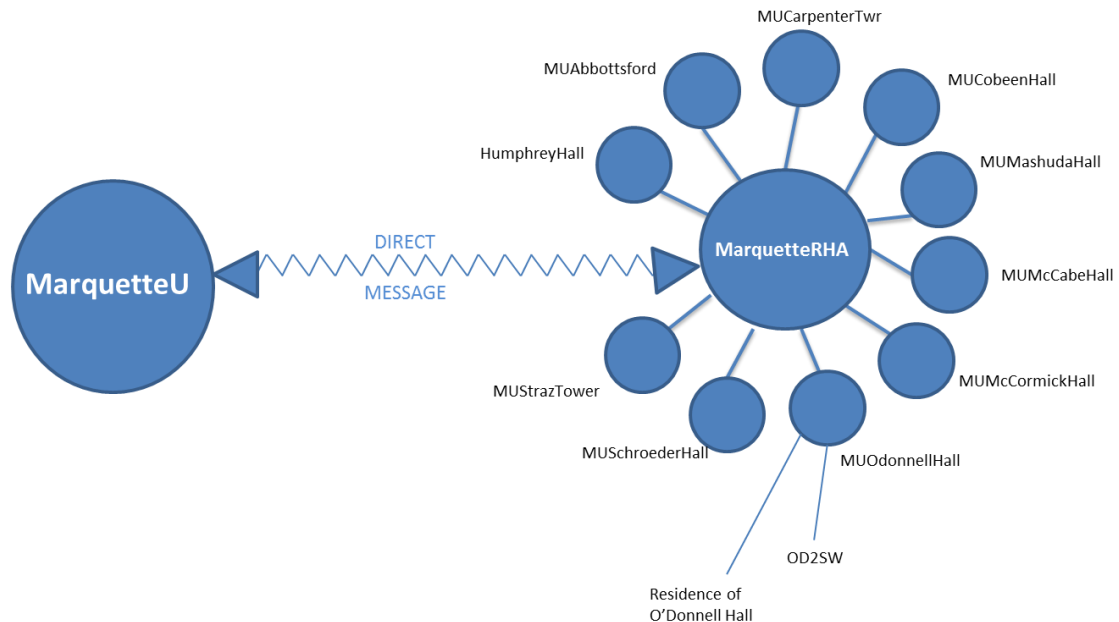 MUCarpenterTwr
MUAbbottsford
MUCobeenHall
HumphreyHall
MUMashudaHall
DIRECT
MESSAGE
MarquetteU
MarquetteRHA
MUMcCabeHall
MUStrazTower
MUMcCormickHall
MUSchroederHall
MUOdonnellHall
OD2SW
Residence of
O’Donnell Hall